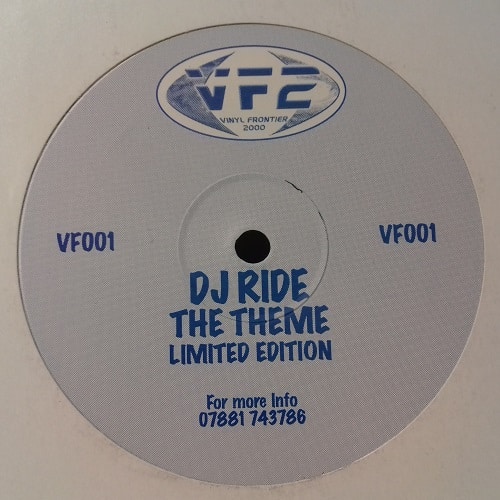 VF2
VINYL FRONTIER
2000
VF001
VF001
DJ RIDE
THE THEME
LIMITED EDITION
For more Info
07881 743786